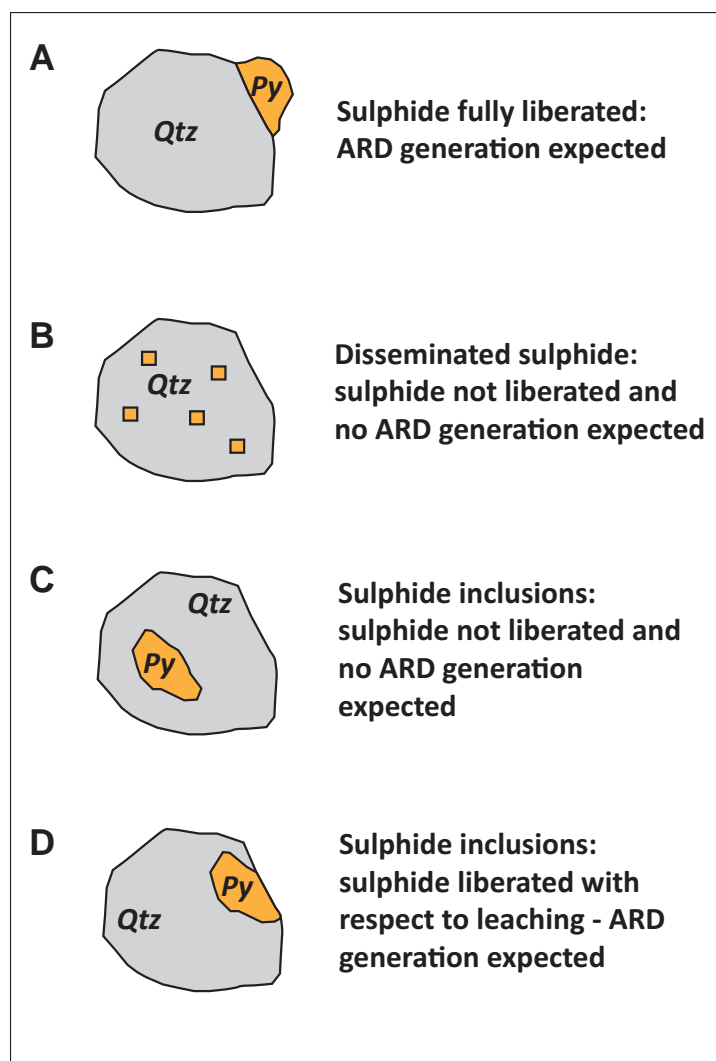 A
Py
Qtz
Sulphide fully liberated:
ARD generation expected
B
Qtz
Disseminated sulphide:
sulphide not liberated and
no ARD generation expected
C
Qtz
Py
Sulphide inclusions:
sulphide not liberated and
no ARD generation
expected
D
Py
Qtz
Sulphide inclusions:
sulphide liberated with
respect to leaching - ARD
generation expected